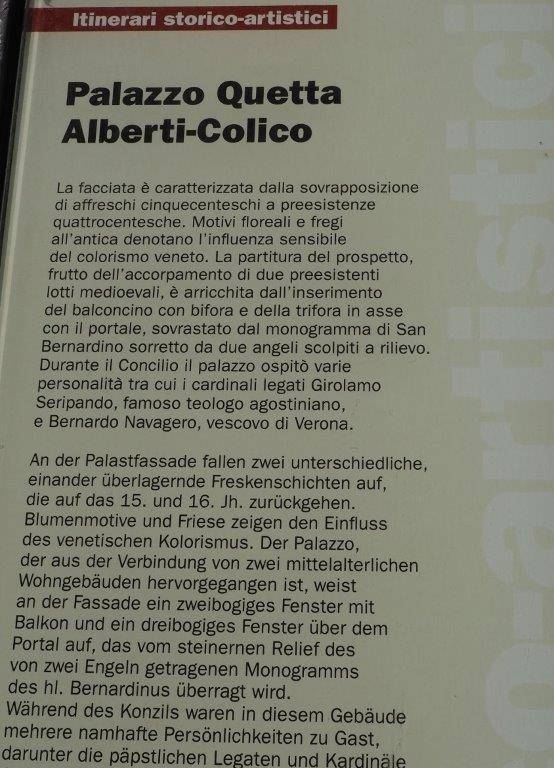 Itinerari storico-artistici
Palazzo Quetta
Alberti-Colico
La facciata è caratterizzata dalla sovrapposizione
di affreschi cinquecenteschi a preesistenze
quattrocentesche. Motivi floreali e fregi
all'antica denotano l'influenza sensibile
del colorismo veneto. La partitura del prospetto,
frutto dell'accorpamento di due preesistenti
lotti medioevali, è arricchita dall'inserimento
del balconcino con bifora e della trifora in asse
con il portale, sovrastato dal monogramma di San
Bernardino sorretto da due angeli scolpiti a rilievo.
Durante il Concilio il palazzo ospitò varie
personalità tra cui i cardinali legati Girolamo
Seripando, famoso teologo agostiniano,
e Bernardo Navagero, vescovo di Verona.
An der Palastfassade fallen zwei unterschiedliche,
einander überlagernde Freskenschichten auf,
die auf das 15. und 16. Jh. zurückgehen.
Blumenmotive und Friese zeigen den Einfluss
des venetischen Kolorismus. Der Palazzo,
der aus der Verbindung von zwei mittelalterlichen
Wohngebäuden hervorgegangen ist, weist
an der Fassade ein zweibogiges Fenster mit
Balkon und ein dreibogiges Fenster über dem
Portal auf, das vom steinernen Relief des
von zwei Engeln getragenen Monogramms
des hl. Bernardinus überragt wird.
Während des Konzils waren in diesem Gebäude
mehrere namhafte Persönlichkeiten zu Gast,
darunter die päpstlichen Legaten und Kardinäle
o-artistici